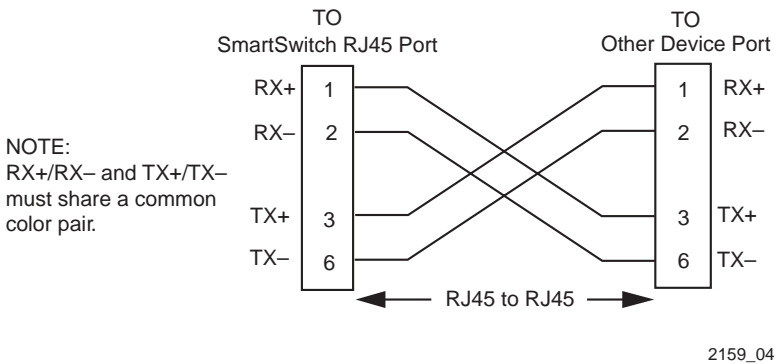 TO
SmartSwitch RJ45 Port
TO
Other Device Port
RX+ 1 1 RX+
RX– 2 2 RX–
NOTE:
RX+/RX– and TX+/TX–
must share a common
color pair.
TX+ 3 3 TX+
TX– 6 6 TX–
RJ45 to RJ45
2159_04